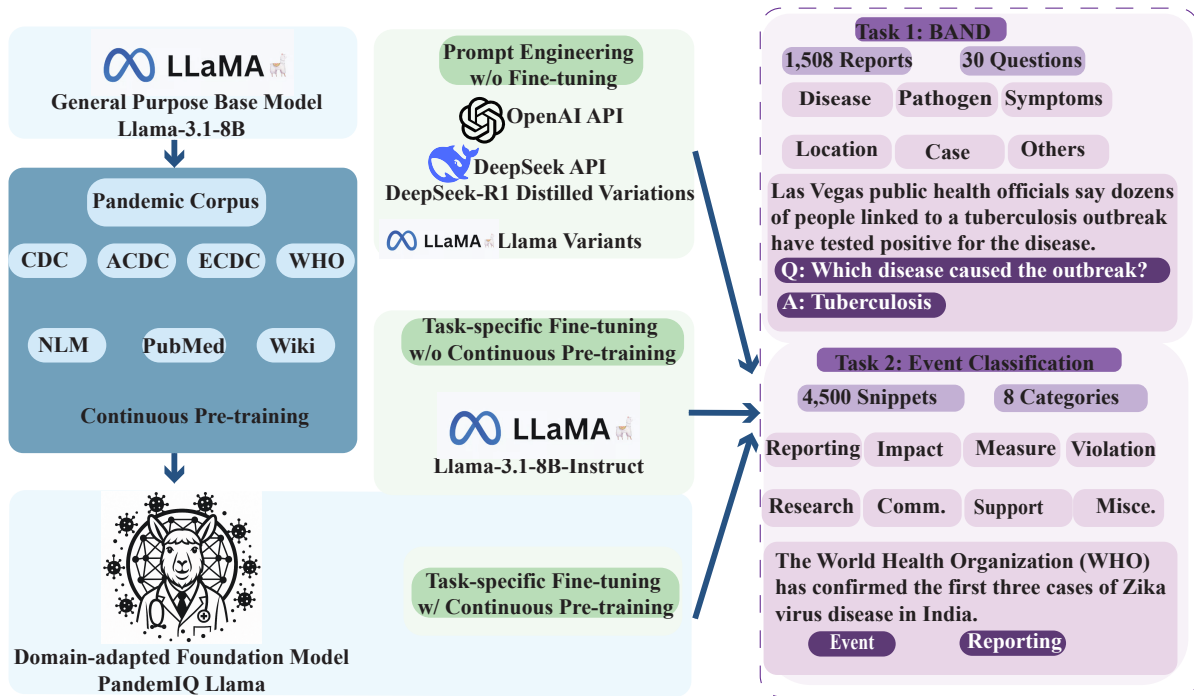 LLaMA
General Purpose Base Model
Llama-3.1-8B
Pandemic Corpus
CDC
ACDC
ECDC
WHO
NLM
PubMed
Wiki
Continuous Pre-training
Domain-adapted Foundation Model
PandemIQ Llama
Prompt Engineering
w/o Fine-tuning
OpenAI API
DeepSeek API
DeepSeek-R1 Distilled Variations
LLaMA Llama Variants
Task-specific Fine-tuning
w/o Continuous Pre-training
LLaMA
Llama-3.1-8B-Instruct
Task-specific Fine-tuning
w/ Continuous Pre-training
Task 1: BAND
1,508 Reports
30 Questions
Disease
Pathogen
Symptoms
Location
Case
Others
Las Vegas public health officials say dozens
of people linked to a tuberculosis outbreak
have tested positive for the disease.
Q: Which disease caused the outbreak?
A: Tuberculosis
Task 2: Event Classification
4,500 Snippets
8 Categories
Reporting
Impact
Measure
Violation
Research
Comm.
Support
Misce.
The World Health Organization (WHO)
has confirmed the first three cases of Zika
virus disease in India.
Event
Reporting